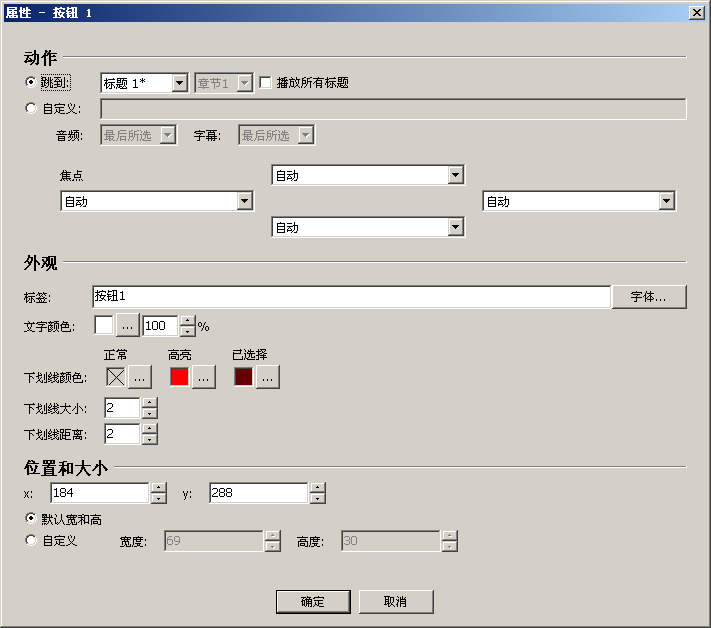 属性 - 按钮 1
动作
跳到: 标题 1* 章节1 播放所有标题
自定义:
音频: 最后所选 字幕: 最后所选
焦点 自动
自动 自动
自动
外观
标签: 按钮1 字体...
文字颜色: ... 100 %
正常 高亮 已选择
下划线颜色: ... ... ...
下划线大小: 2
下划线距离: 2
位置和大小
x: 184 y: 288
默认宽和高
自定义 宽度: 69 高度: 30
确定 取消